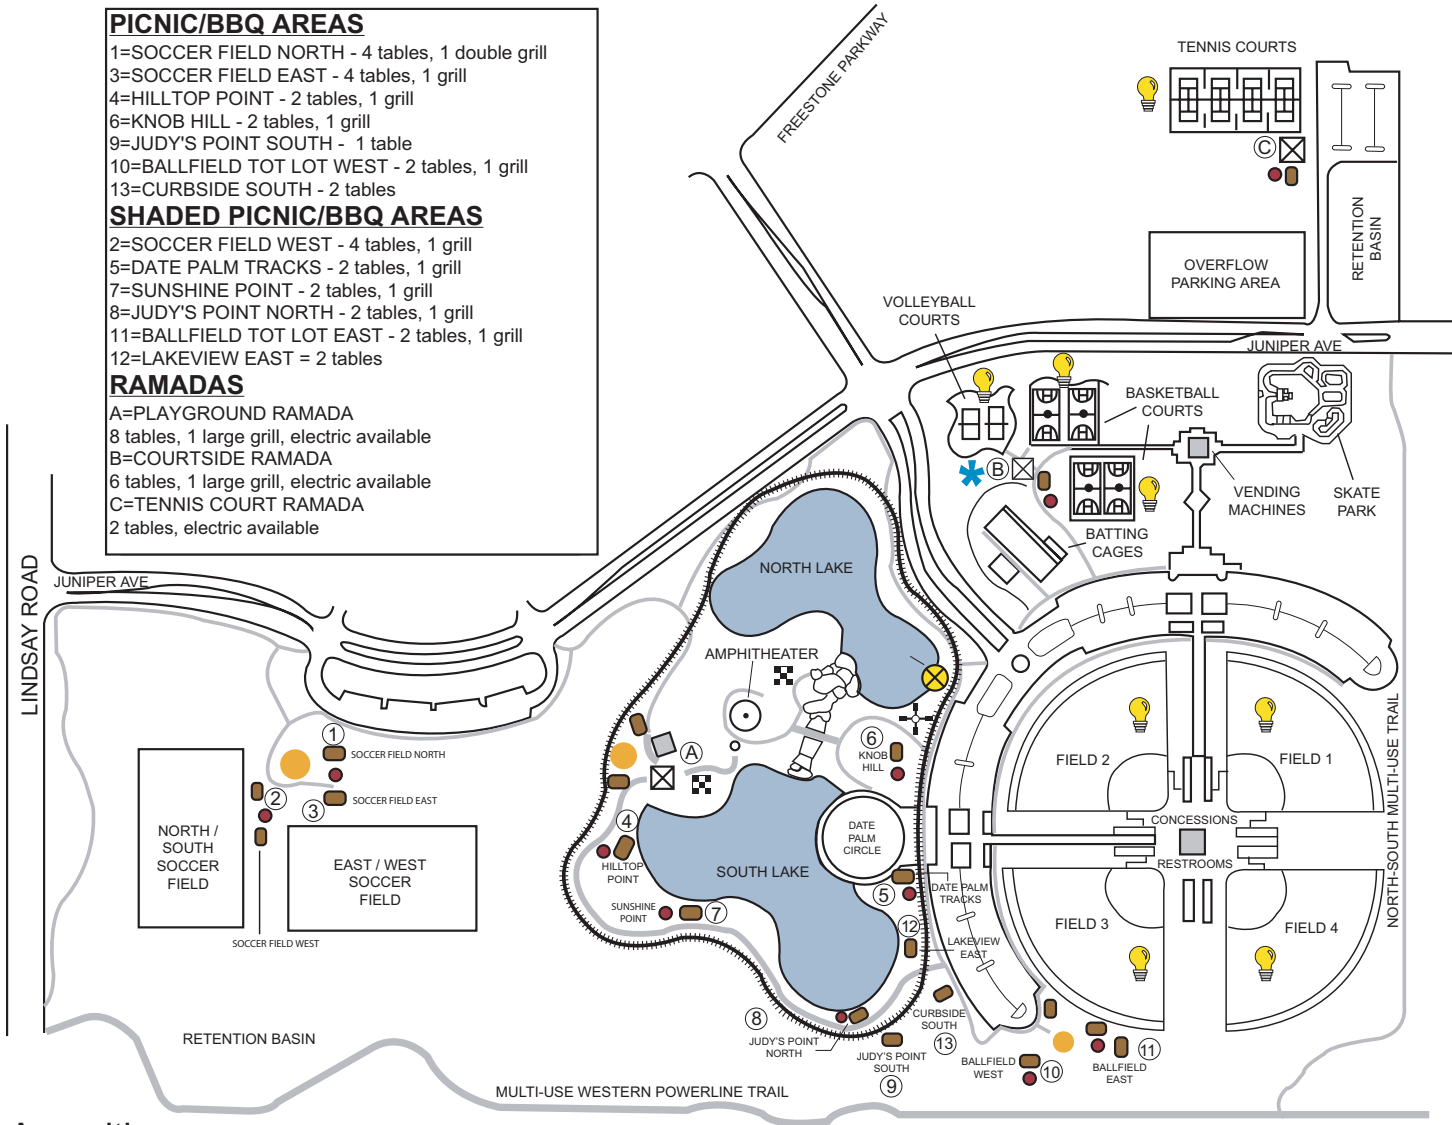 PICNIC/BBQ AREAS
1=SOCCER FIELD NORTH - 4 tables, 1 double grill
3=SOCCER FIELD EAST - 4 tables, 1 grill
4=HILLTOP POINT - 2 tables, 1 grill
6=KNOB HILL - 2 tables, 1 grill
9=JUDY'S POINT SOUTH - 1 table
10=BALLFIELD TOT LOT WEST - 2 tables, 1 grill
13=CURBSIDE SOUTH - 2 tables
SHADED PICNIC/BBQ AREAS
2=SOCCER FIELD WEST - 4 tables, 1 grill
5=DATE PALM TRACKS - 2 tables, 1 grill
7=SUNSHINE POINT - 2 tables, 1 grill
8=JUDY'S POINT NORTH - 2 tables, 1 grill
11=BALLFIELD TOT LOT EAST - 2 tables, 1 grill
12=LAKEVIEW EAST = 2 tables
RAMADAS
A=PLAYGROUND RAMADA
8 tables, 1 large grill, electric available
B=COURTSIDE RAMADA
6 tables, 1 large grill, electric available
C=TENNIS COURT RAMADA
2 tables, electric available
FREESTONE PARKWAY
TENNIS COURTS
C
RETENTION
BASIN
OVERFLOW
PARKING AREA
JUNIPER AVE
VOLLEYBALL
COURTS
BASKETBALL
COURTS
B
VENDING
MACHINES
SKATE
PARK
BATTING
CAGES
LINDSAY ROAD
JUNIPER AVE
NORTH LAKE
AMPHITHEATER
1
SOCCER FIELD NORTH
2
3
SOCCER FIELD EAST
A
6
KNOB
HILL
FIELD 2
FIELD 1
NORTH-SOUTH MULTI-USE TRAIL
NORTH /
SOUTH
SOCCER
FIELD
EAST / WEST
SOCCER
FIELD
SOCCER FIELD WEST
4
HILLTOP
POINT
DATE
PALM
CIRCLE
CONCESSIONS
RESTROOMS
SOUTH LAKE
5
DATE PALM
TRACKS
SUNSHINE
POINT
7
12
LAKEVIEW
EAST
FIELD 3
FIELD 4
CURBSIDE
SOUTH
13
8
JUDY'S POINT
NORTH
JUDY'S POINT
SOUTH
9
BALLFIELD
WEST
10
11
BALLFIELD
EAST
RETENTION BASIN
MULTI-USE WESTERN POWERLINE TRAIL